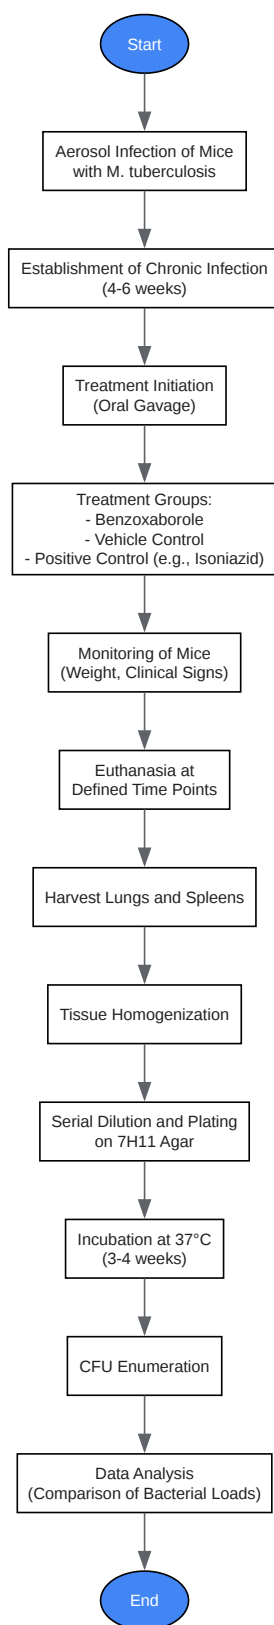 Start
Aerosol Infection of Mice
with M. tuberculosis
Establishment of Chronic Infection
(4-6 weeks)
Treatment Initiation
(Oral Gavage)
Treatment Groups:
- Benzoxaborole
- Vehicle Control
- Positive Control (e.g., Isoniazid)
Monitoring of Mice
(Weight, Clinical Signs)
Euthanasia at
Defined Time Points
Harvest Lungs and Spleens
Tissue Homogenization
Serial Dilution and Plating
on 7H11 Agar
Incubation at 37°C
(3-4 weeks)
CFU Enumeration
Data Analysis
(Comparison of Bacterial Loads)
End